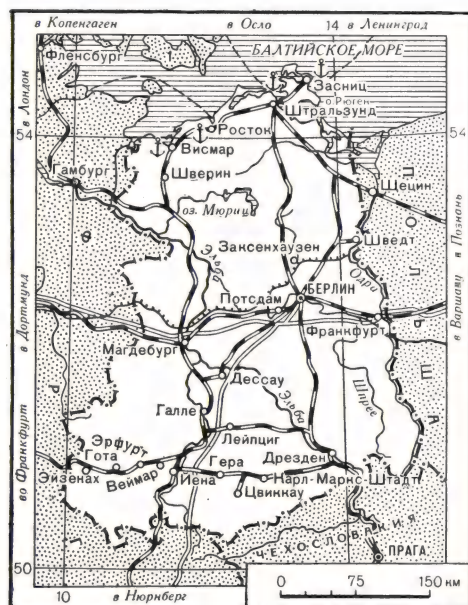 в Копенгаген
в Осло
14
в Ленинград
Фленсбург
1
БАЛТИЙСКОЕ МОРЕ
Засниц
о.Рюген
в Лондон
Штральзунд
54
Росток
54
Висмар
Гамбург
Шверин
Щецин
П
оз. Мюриц
О
в Познань
Ф
Эльба
Заксенхаузен
Шведт
Л
Одра
БЕРЛИН
Потсдам
Ь
в Варшаву
в Дортмунд
Франкфурт
Магдебург
Ш
Р
Дессау
Эльба
Шпрее
А
Галле
Лейпциг
во Франкфурт
Эрфурт
Гота
Гера
Дрезден
Эйзенах
Веймар
Иена
Карл-Маркс-Штадт
Цвиккау
Г
ЧЕХОСЛОВАКИЯ
ПРАГА
50
10
в Нюрнберг
0 75 150 км